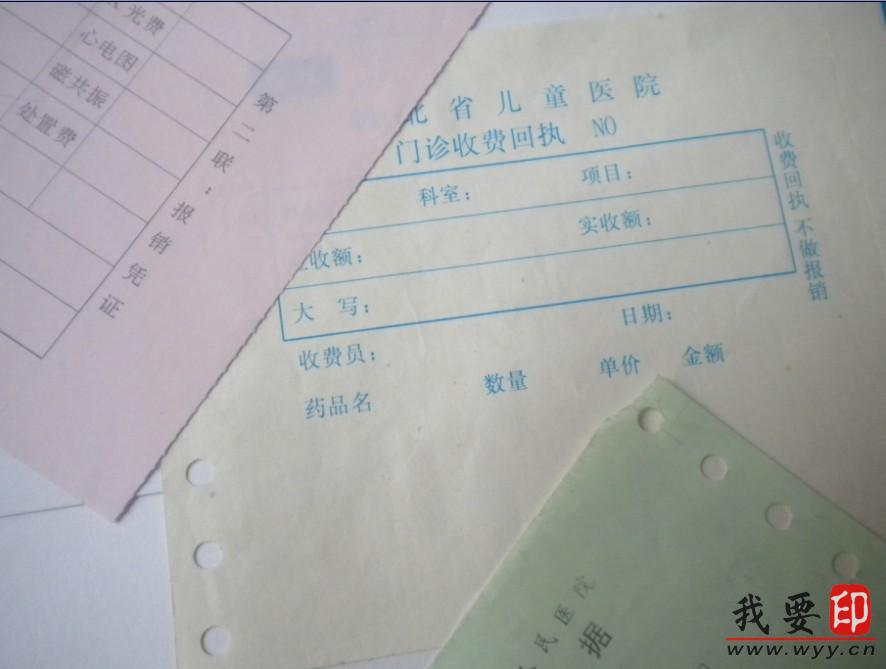 光费
心电图
磁共振
处置费
第二联：报销凭证
北省儿童医院
门诊收费回执 NO
科室：
项目：
收额：
实收额：
大 写：
收费回执 不做报销
收费员：
日期：
药品名
数量
单价
金额
民医院
据
我要印
www.wyy.cn